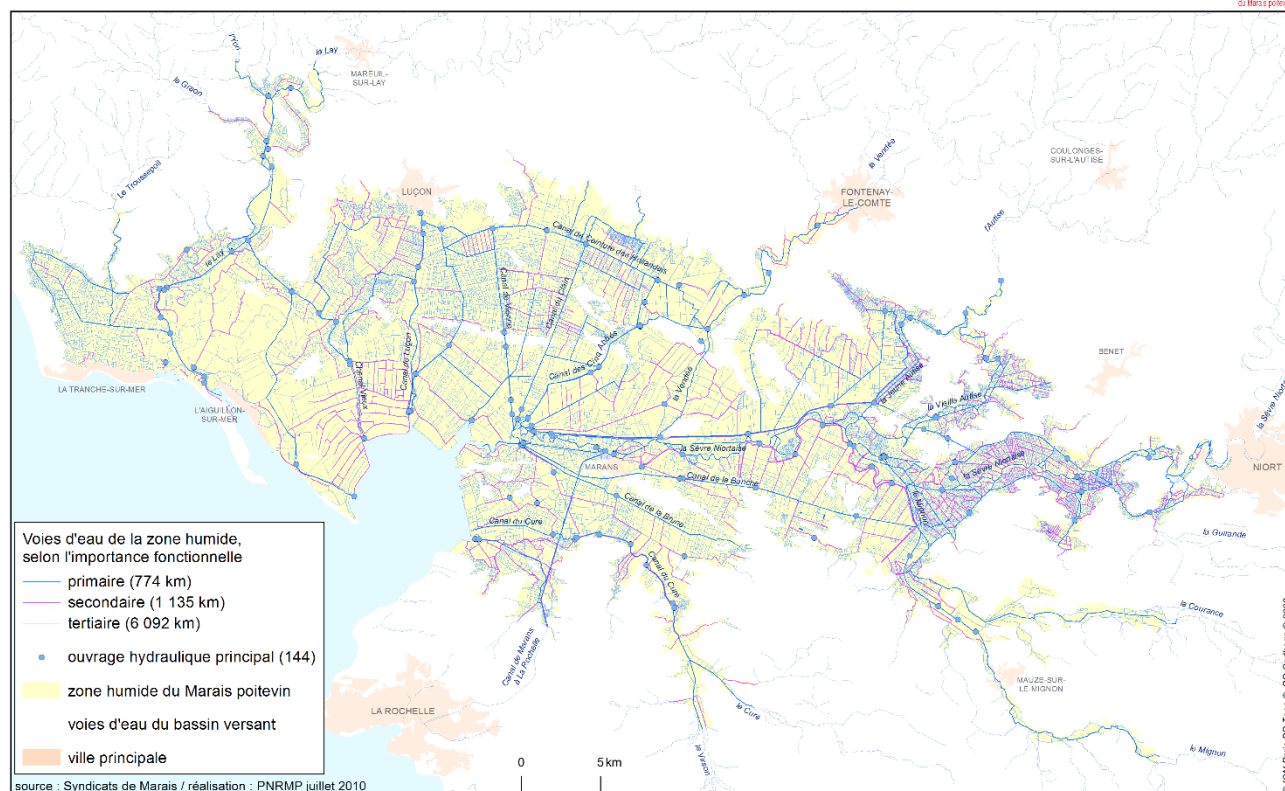 du Marais poitev
l'Yon
le Lay
MAREUIL-
SUR-LAY
le Graon
Le Troussepoil
LUÇON
la Vendée
FONTENAY-
LE-COMTE
COULONGES-
SUR-L'AUTISE
l'Autise
le Lay
Canal de Ceinture des Hollandais
Canal de Vienne
Canal du Clain
Canal des Cinq Abbés
Canal de Luçon
Chenal Vieux
la Vendée
la Jeune Autise
la Vieille Autise
BENET
la Sèvre Niort
NIORT
LA TRANCHE-SUR-MER
L'AIGUILLON-
SUR-MER
MARANS
la Sèvre Niortaise
la Sèvre Niortaise
Canal de la Banche
Canal de la Brune
le Mignon
Canal du Curé
Canal du Curé
la Guirande
la Courance
Canal de Marans
à La Rochelle
MAUZE-SUR-
LE-MIGNON
le Curé
le Virson
le Mignon
LA ROCHELLE
Voies d'eau de la zone humide,
selon l'importance fonctionnelle
primaire (774 km)
secondaire (1 135 km)
tertiaire (6 092 km)
ouvrage hydraulique principal (144)
zone humide du Marais poitevin
voies d'eau du bassin versant
ville principale
0 5 km
source : Syndicats de Marais / réalisation : PNRMP juillet 2010